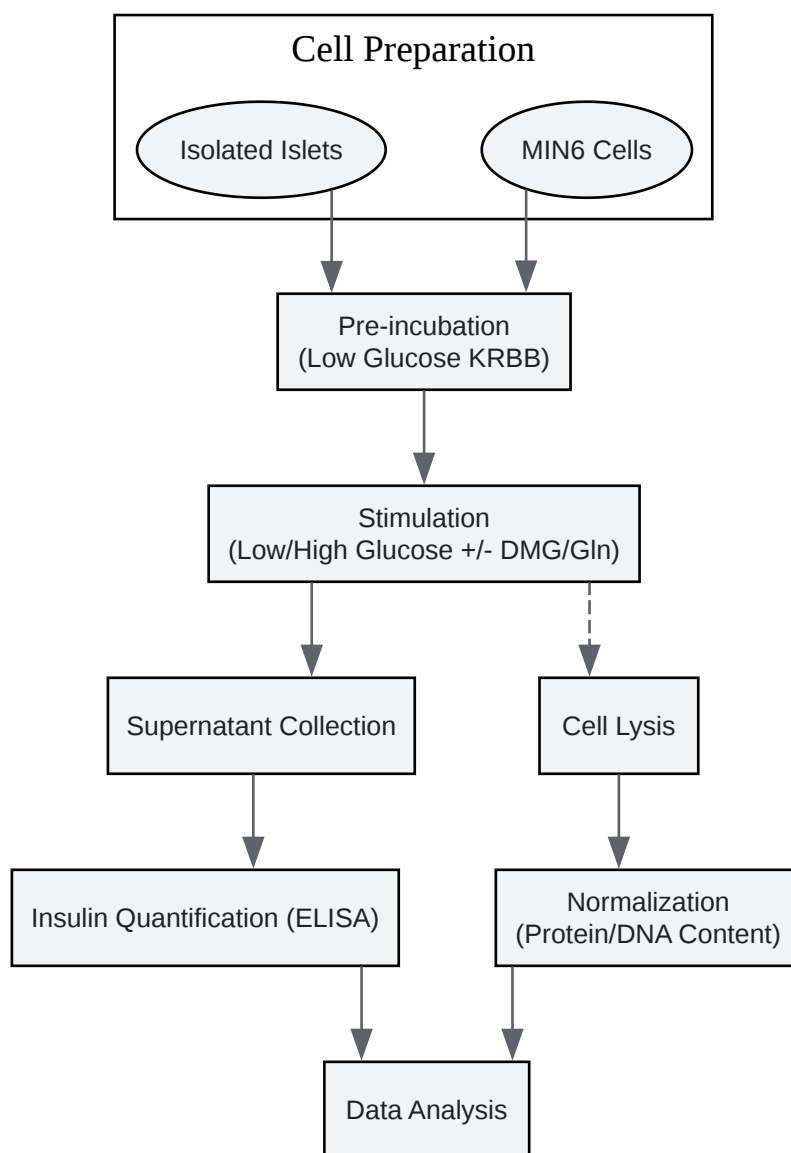 Cell Preparation
Isolated Islets
MIN6 Cells
Pre-incubation
(Low Glucose KRBB)
Stimulation
(Low/High Glucose +/- DMG/Gln)
Supernatant Collection
Cell Lysis
Insulin Quantification (ELISA)
Normalization
(Protein/DNA Content)
Data Analysis